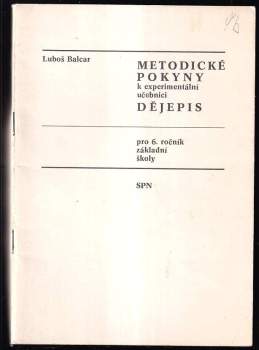 Luboš Balcar
METODICKÉ
POKYNY
k experimentální
učebnici
DĚJEPIS
pro 6. ročník
základní
školy
SPN